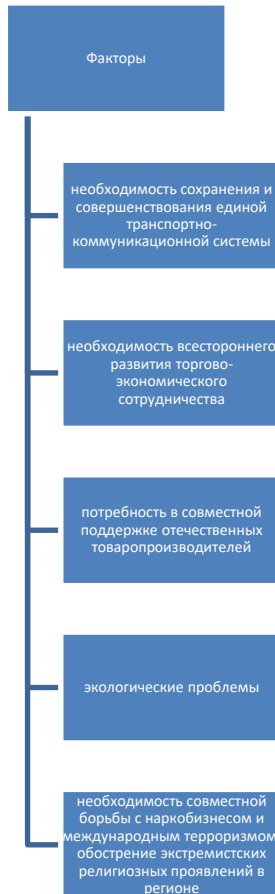 Факторы
необходимость сохранения и
совершенствования единой
транспортно-
коммуникационной системы
необходимость всестороннего
развития торгово-
экономического
сотрудничества
потребность в совместной
поддержке отечественных
товаропроизводителей
экологические проблемы
необходимость совместной
борьбы с наркобизнесом и
международным терроризмом
обострение экстремистских
религиозных проявлений в
регионе